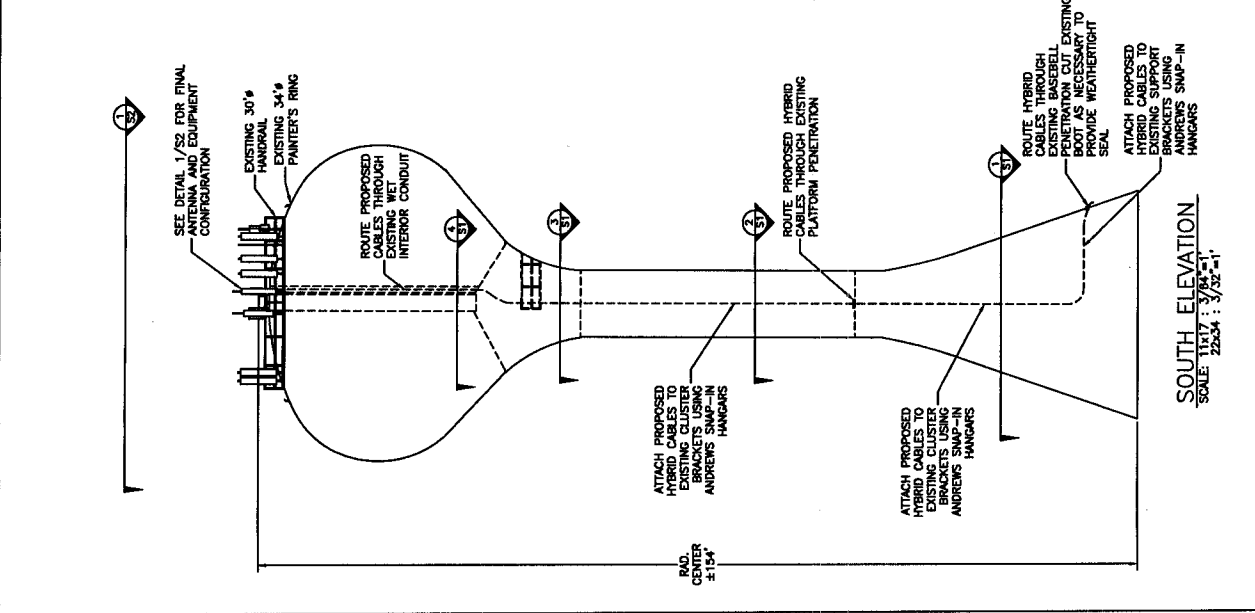 1
S2
SEE DETAIL 1/S2 FOR FINAL
ANTENNA AND EQUIPMENT
CONFIGURATION
EXISTING 30'ø
HANDRAIL
EXISTING 34'ø
PAINTER'S RING
ROUTE PROPOSED
CABLES THROUGH
EXISTING WET
INTERIOR CONDUIT
4
S1
3
S1
2
S1
ROUTE PROPOSED HYBRID
CABLES THROUGH EXISTING
PLATFORM PENETRATION
1
S1
ROUTE HYBRID
CABLES THROUGH
EXISTING BASEBELL
PENETRATION CUT EXISTING
BOOT AS NECESSARY TO
PROVIDE WEATHERTIGHT
SEAL
ATTACH PROPOSED
HYBRID CABLES TO
EXISTING SUPPORT
BRACKETS USING
ANDREWS SNAP-IN
HANGARS
ATTACH PROPOSED
HYBRID CABLES TO
EXISTING CLUSTER
BRACKETS USING
ANDREWS SNAP-IN
HANGARS
ATTACH PROPOSED
HYBRID CABLES TO
EXISTING CLUSTER
BRACKETS USING
ANDREWS SNAP-IN
HANGARS
RAD.
CENTER
±154'
SOUTH ELEVATION
SCALE: 11x17 : 3/64"=1'
22x34 : 3/32"=1'